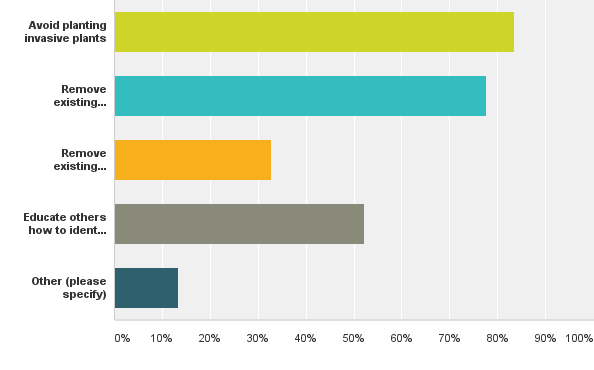 Avoid planting
invasive plants
Remove
existing...
Remove
existing...
Educate others
how to ident...
Other (please
specify)
0% 10% 20% 30% 40% 50% 60% 70% 80% 90% 100%